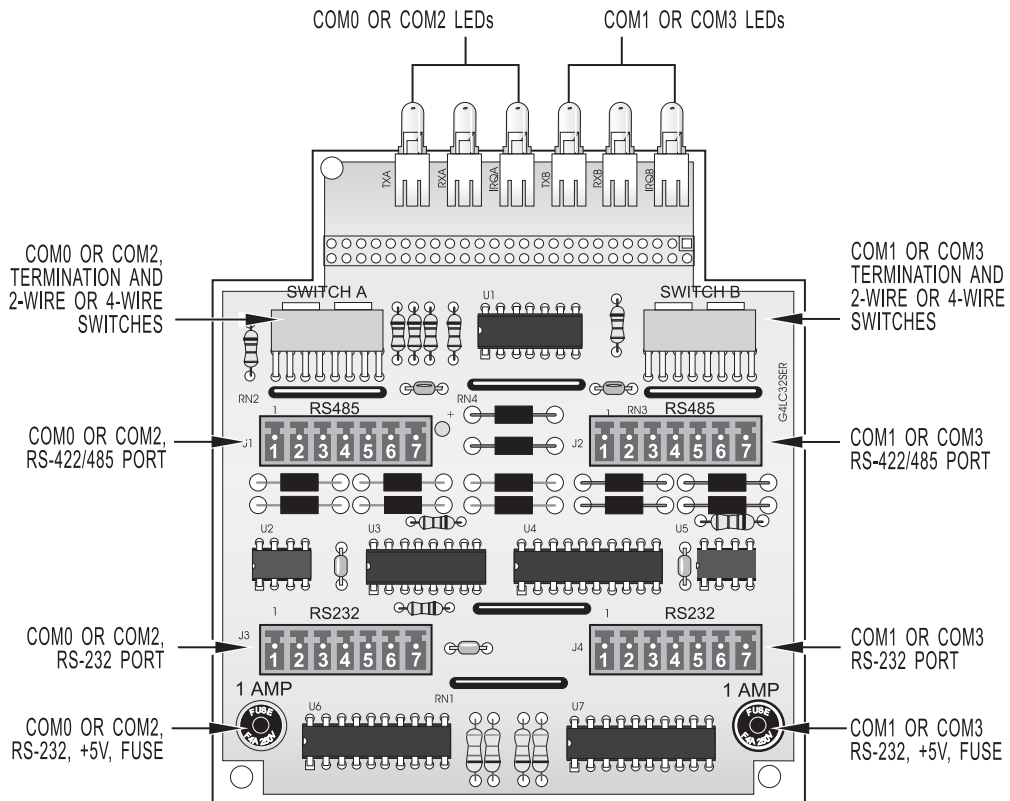 COM0 OR COM2 LEDs
COM1 OR COM3 LEDs
TXA
RXA
IRQA
TXB
RXB
IRQB
COM0 OR COM2,
TERMINATION AND
2-WIRE OR 4-WIRE
SWITCHES
COM1 OR COM3
TERMINATION AND
2-WIRE OR 4-WIRE
SWITCHES
SWITCH A
U1
SWITCH B
G4LC32SER
RN2
1
RS485
+
RN4
1
RN3
RS485
COM0 OR COM2,
RS-422/485 PORT
J1
1 2 3 4 5 6 7
J2
1 2 3 4 5 6 7
COM1 OR COM3
RS-422/485 PORT
U2
U3
U4
U5
1
RS232
1
RS232
COM0 OR COM2,
RS-232 PORT
J3
1 2 3 4 5 6 7
J4
1 2 3 4 5 6 7
COM1 OR COM3
RS-232 PORT
1 AMP
RN1
1 AMP
U6
U7
FUSE
F2A 250V
FUSE
F2A 250V
COM0 OR COM2,
RS-232, +5V, FUSE
COM1 OR COM3
RS-232, +5V, FUSE